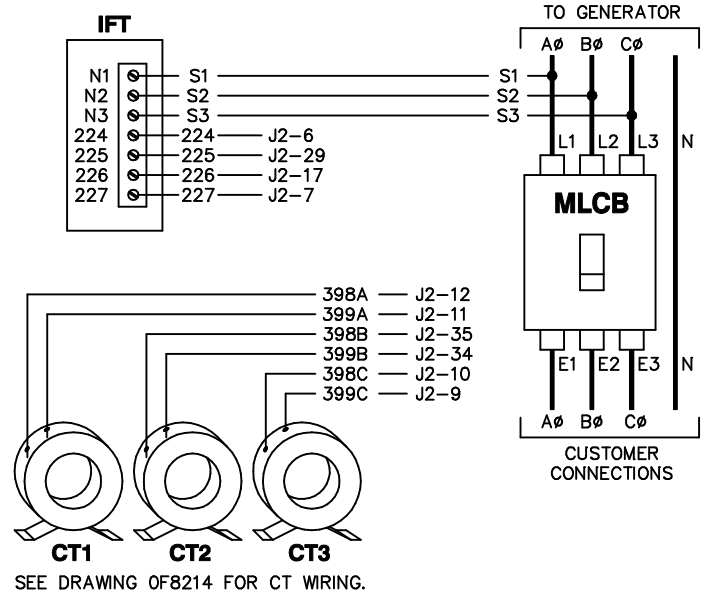 IFT
N1 S1 S1
N2 S2 S2
N3 S3 S3
224 224 J2-6
225 225 J2-29
226 226 J2-17
227 227 J2-7
TO GENERATOR
AØ BØ CØ
L1 L2 L3 N
MLCB
E1 E2 E3 N
AØ BØ CØ
CUSTOMER
CONNECTIONS
398A J2-12
399A J2-11
398B J2-35
399B J2-34
398C J2-10
399C J2-9
CT1 CT2 CT3
SEE DRAWING 0F8214 FOR CT WIRING.